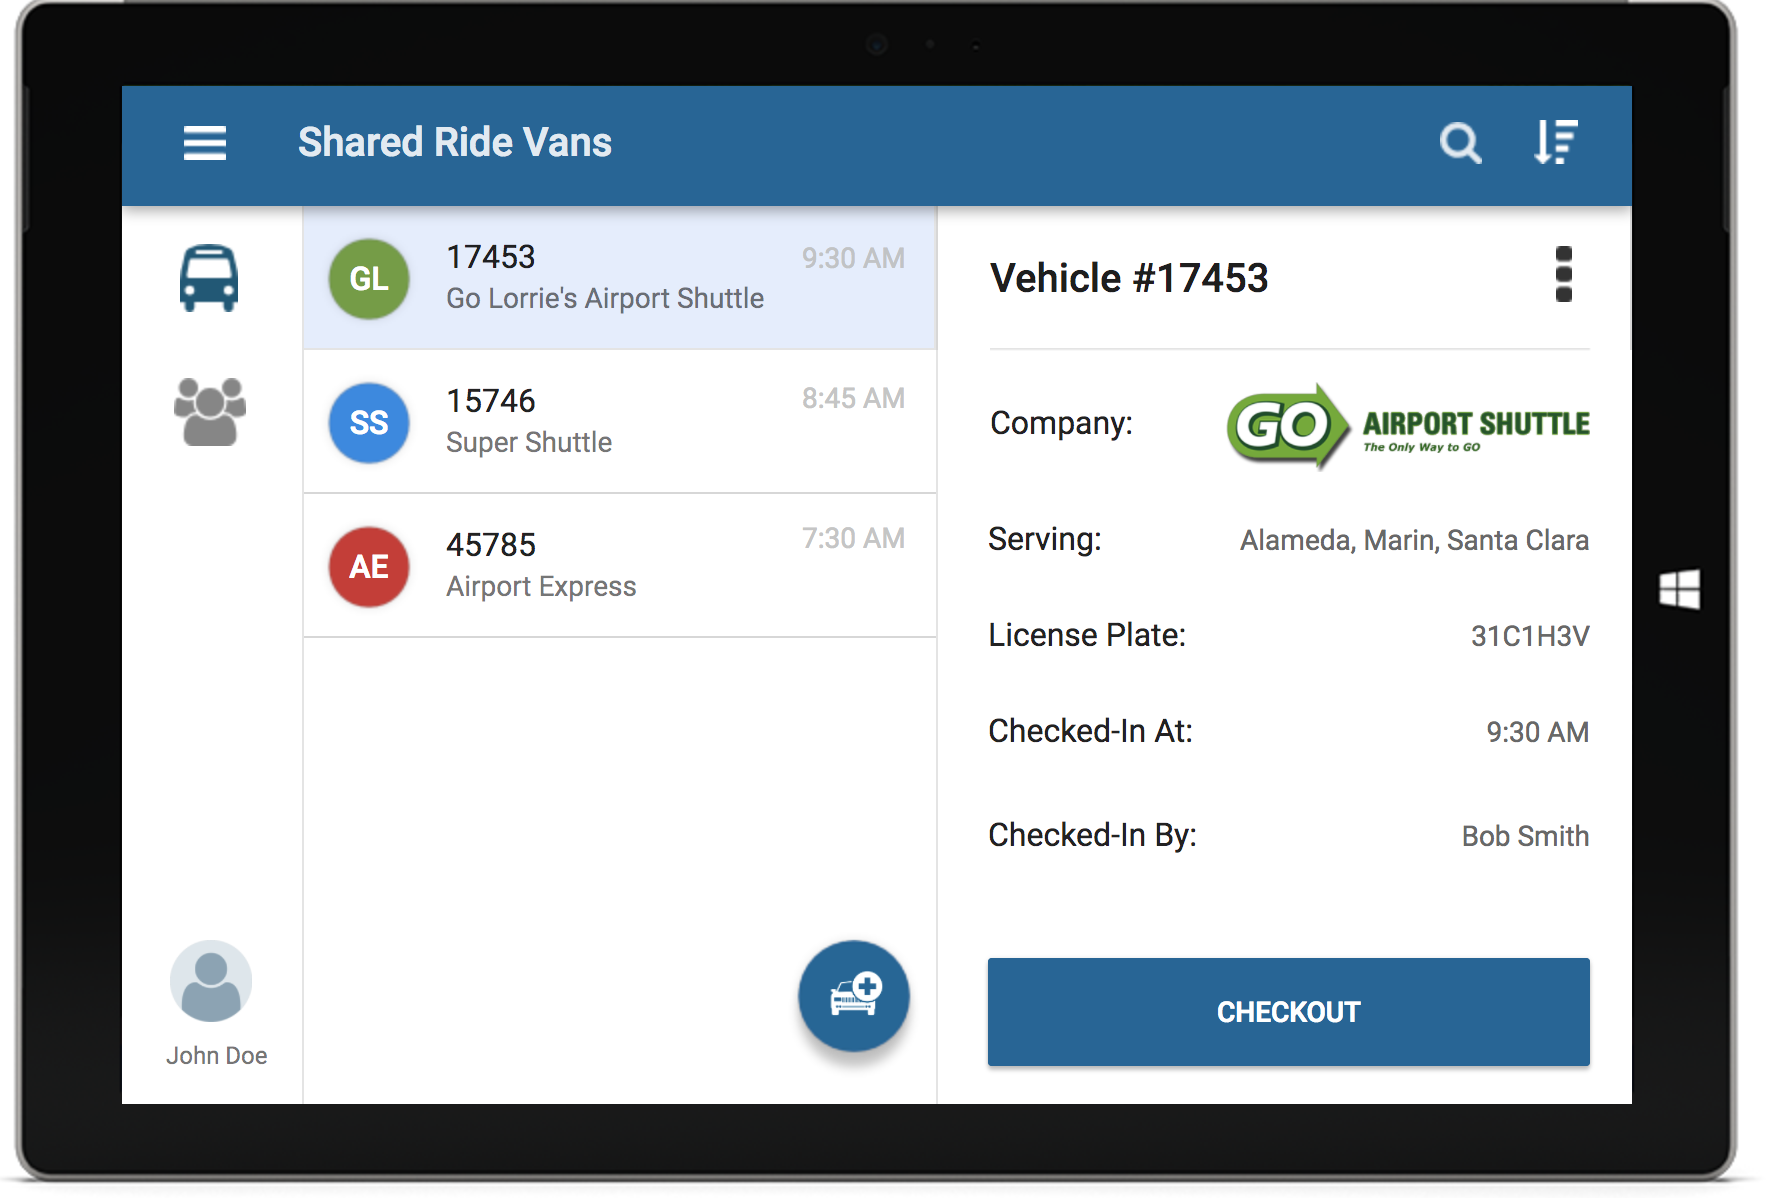 Shared Ride Vans
GL
17453
9:30 AM
Go Lorrie's Airport Shuttle
SS
15746
8:45 AM
Super Shuttle
AE
45785
7:30 AM
Airport Express
John Doe
Vehicle #17453
Company:
GO AIRPORT SHUTTLE
The Only Way to GO
Serving:
Alameda, Marin, Santa Clara
License Plate:
31C1H3V
Checked-In At:
9:30 AM
Checked-In By:
Bob Smith
CHECKOUT